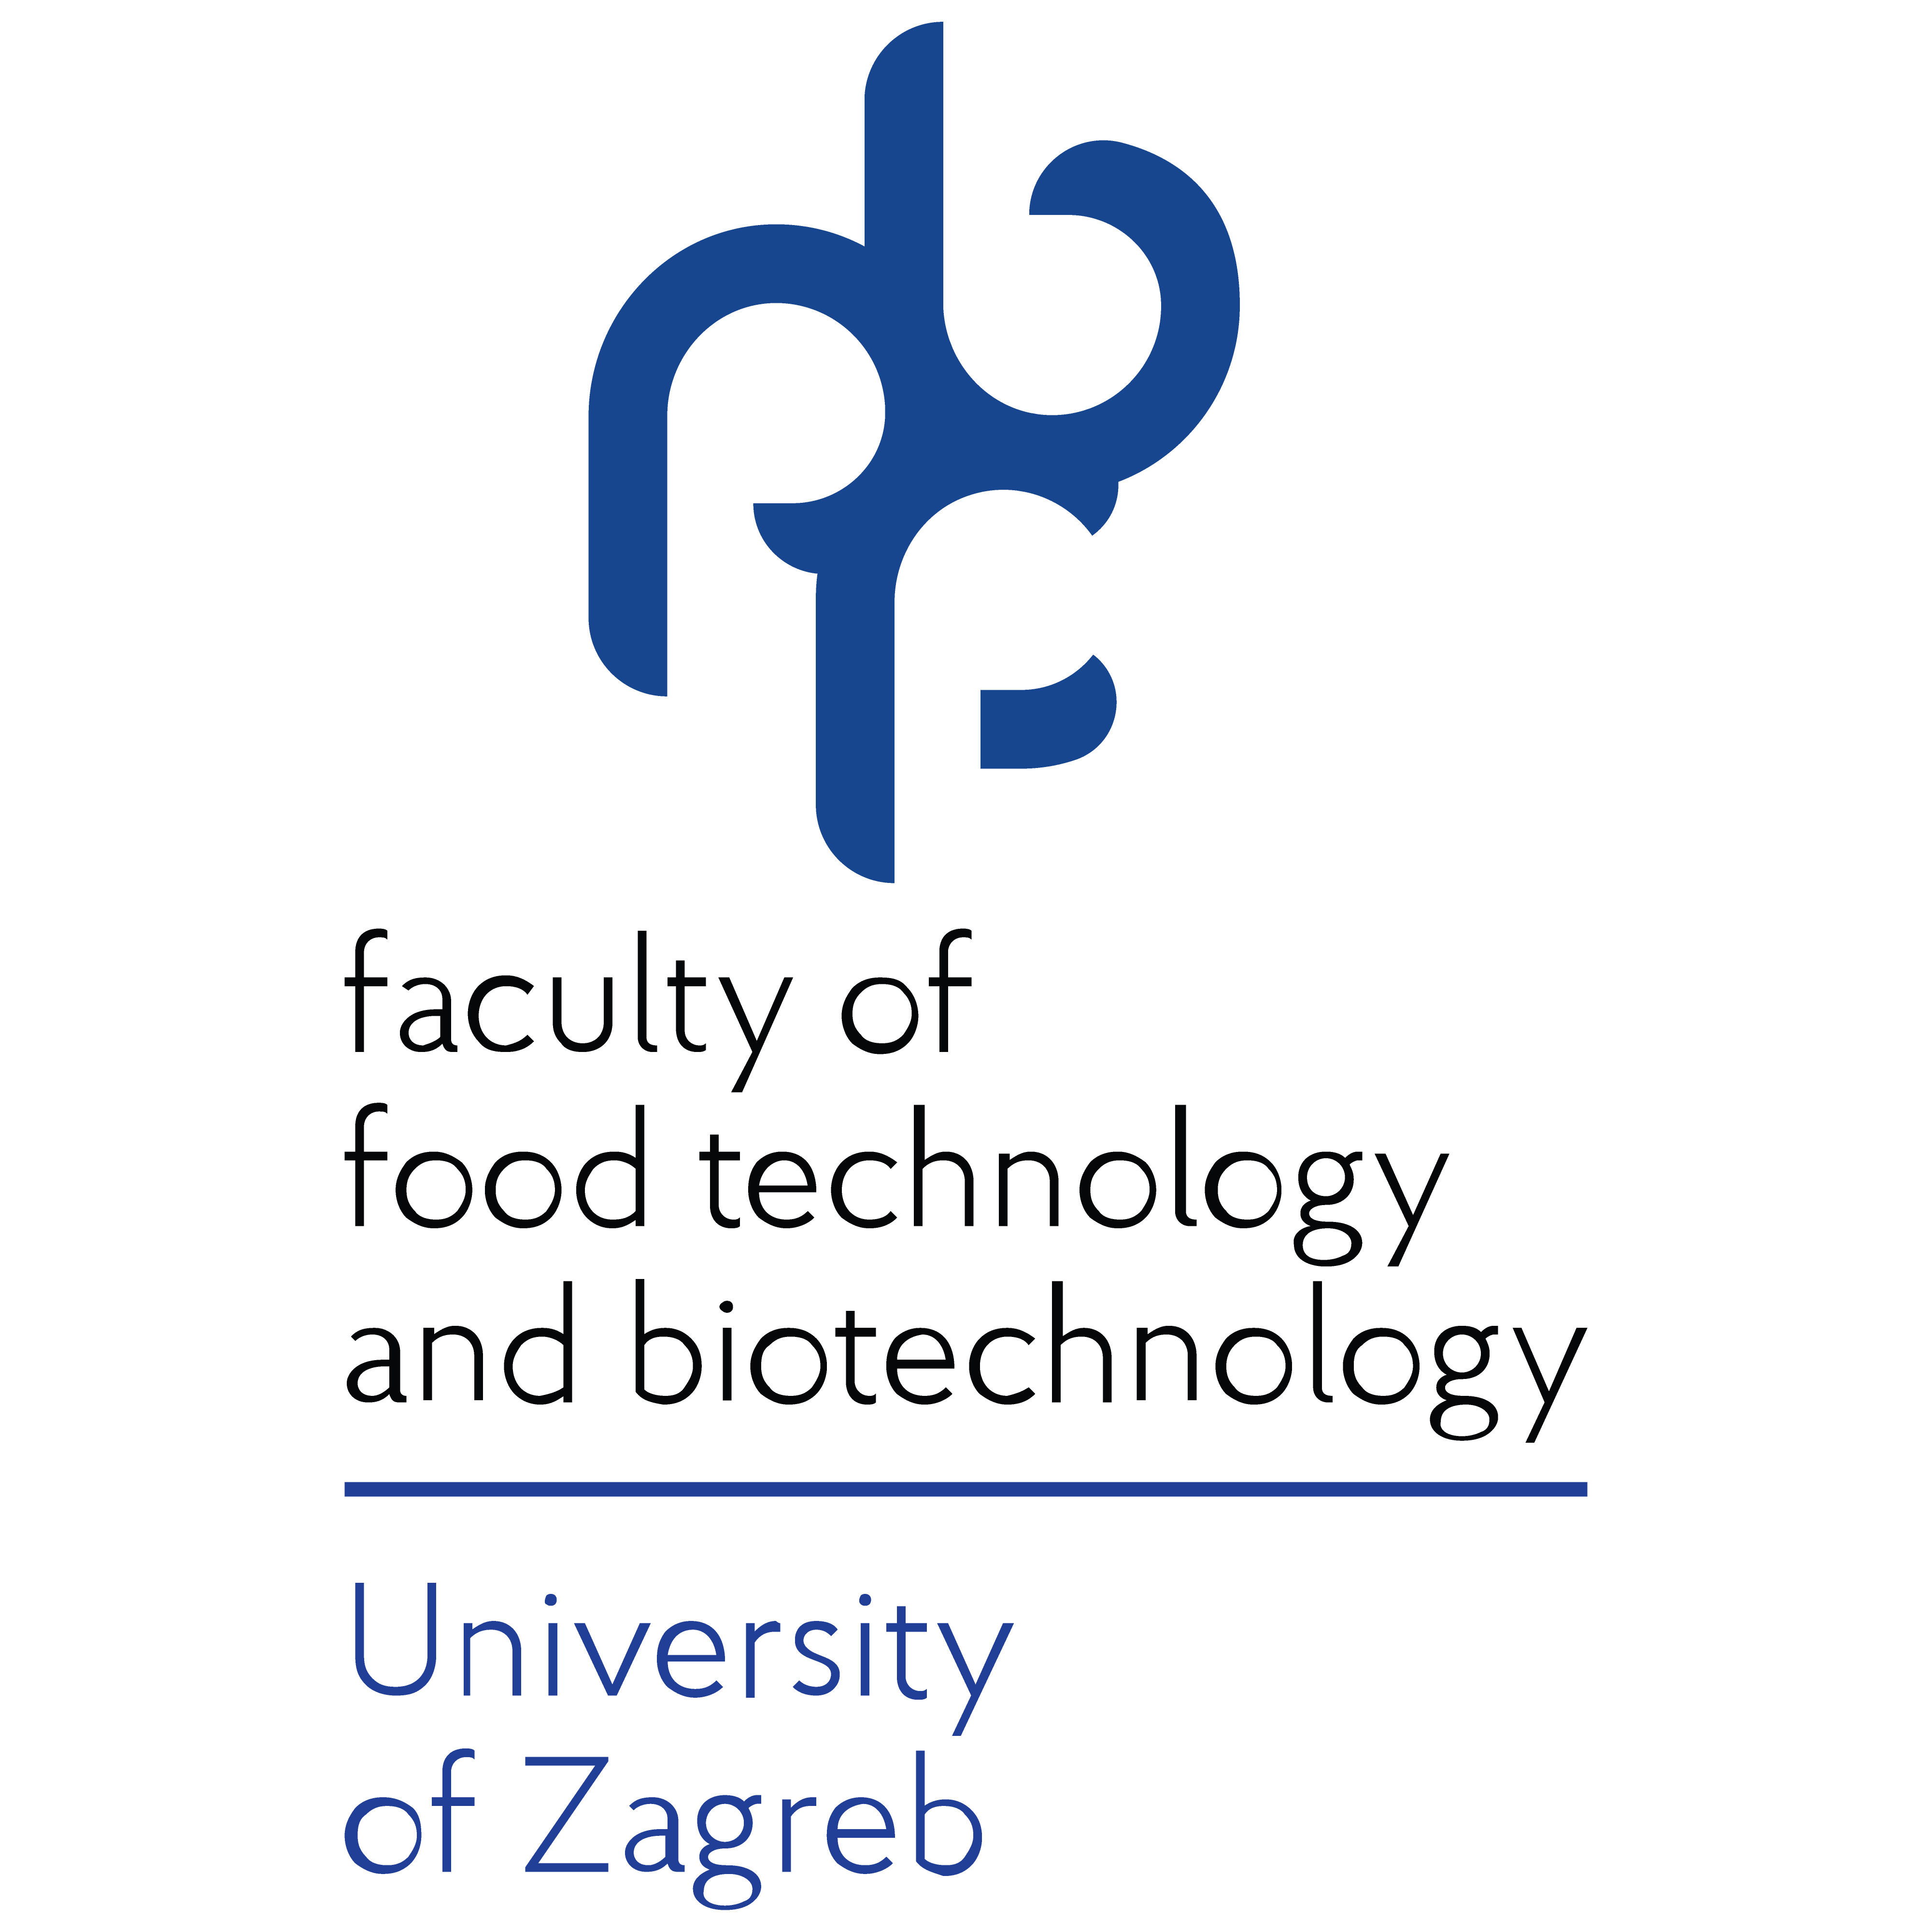 faculty of
food technology
and biotechnology
University
of Zagreb